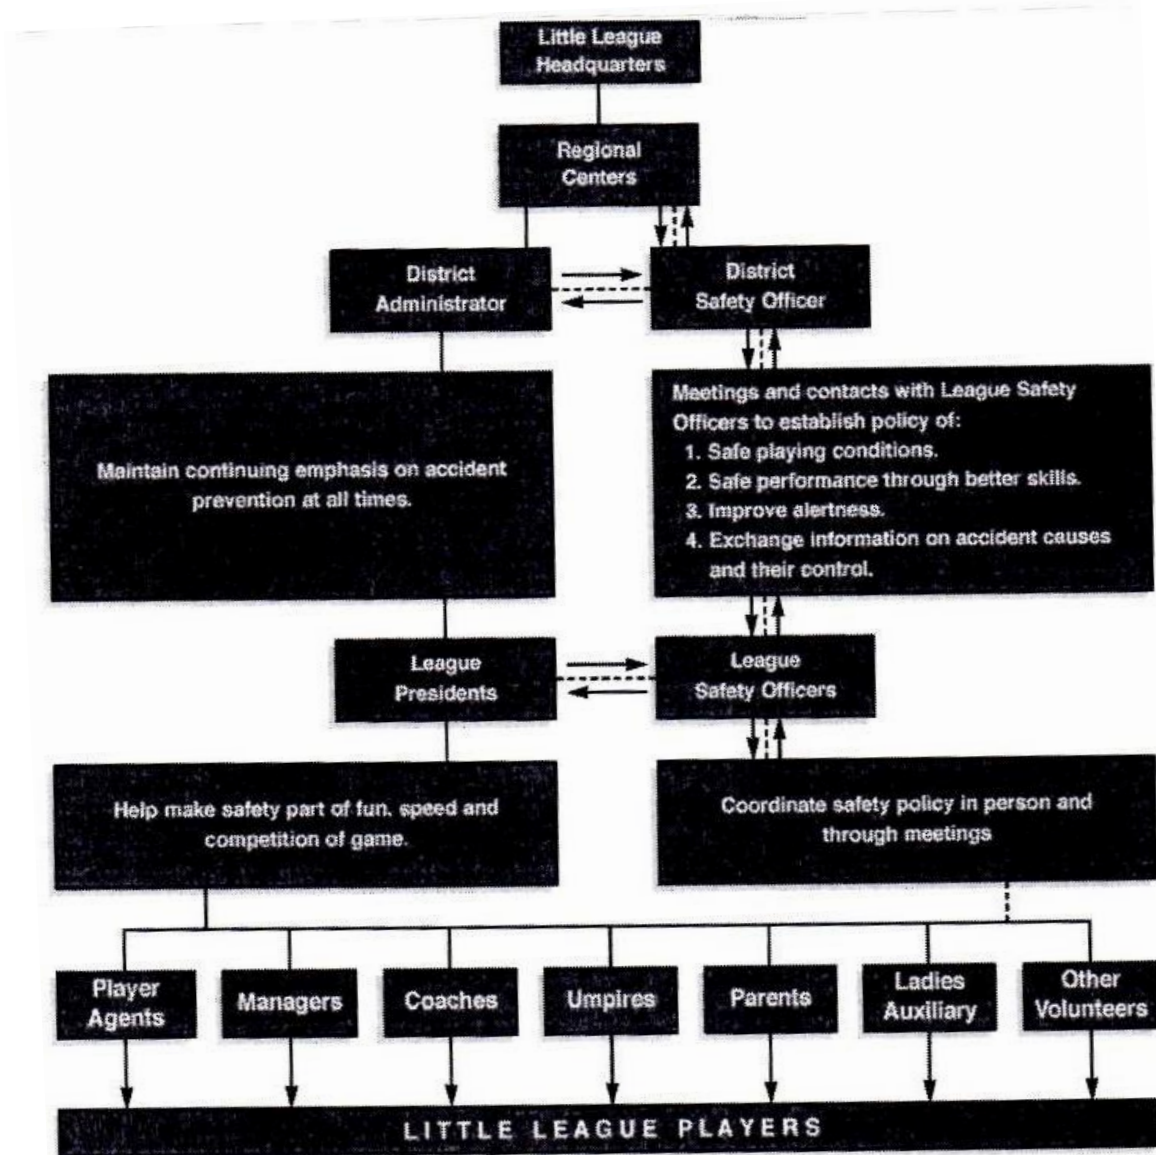 Little League
Headquarters
Regional
Centers
District
Administrator
District
Safety Officer
Maintain continuing emphasis on accident
prevention at all times.
Meetings and contacts with League Safety
Officers to establish policy of:
1. Safe playing conditions.
2. Safe performance through better skills.
3. Improve alertness.
4. Exchange information on accident causes
and their control.
League
Presidents
League
Safety Officers
Help make safety part of fun, speed and
competition of game.
Coordinate safety policy in person and
through meetings
Player
Agents
Managers
Coaches
Umpires
Parents
Ladies
Auxiliary
Other
Volunteers
LITTLE LEAGUE PLAYERS